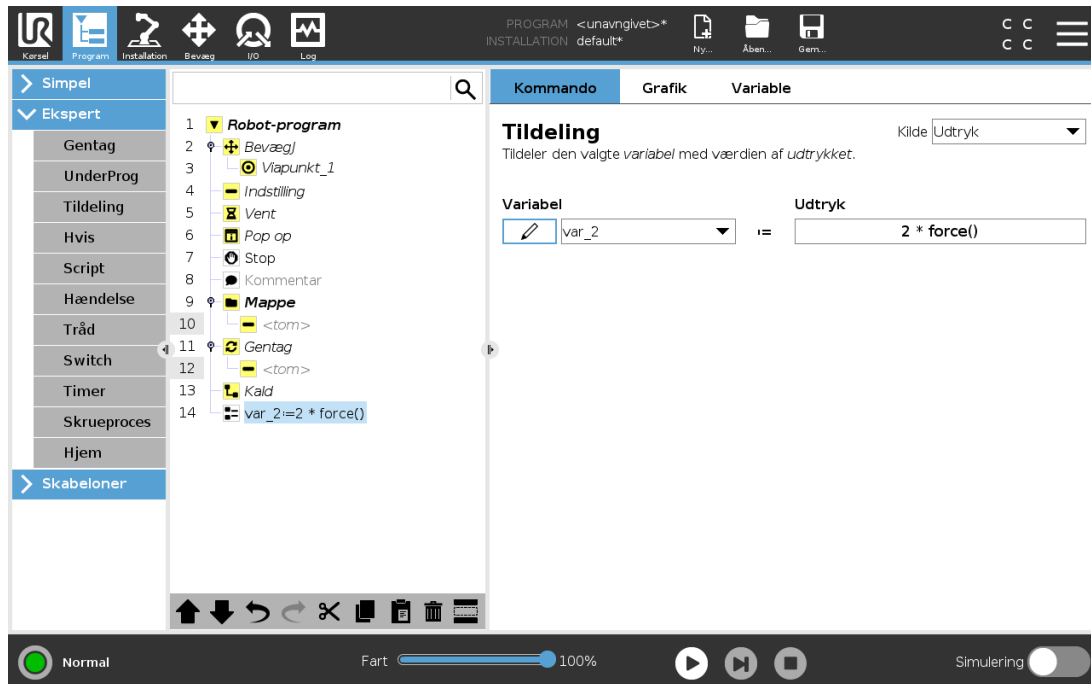 UR
PROGRAM <unavngivet>*
INSTALLATION default*
Kørsel Program Installation Bevæg I/O Log Ny... Åben... Gem...
C C
C C
Simpel
Ekspert
Gentag
UnderProg
Tildeling
Hvis
Script
Hændelse
Tråd
Switch
Timer
Skrueproces
Hjem
Skabeloner
1 Robot-program
2 BevægJ
3 Viapunkt_1
4 Indstilling
5 Vent
6 Pop op
7 Stop
8 Kommentar
9 Mappe
10 <tom>
11 Gentag
12 <tom>
13 Kald
14 var_2:=2 * force()
Kommando Grafik Variable
Tildeling
Kilde Udtryk
Tildeler den valgte variabel med værdien af udtrykket.
Variabel Udtryk
var_2 := 2 * force()
Normal Fart 100% Simulering